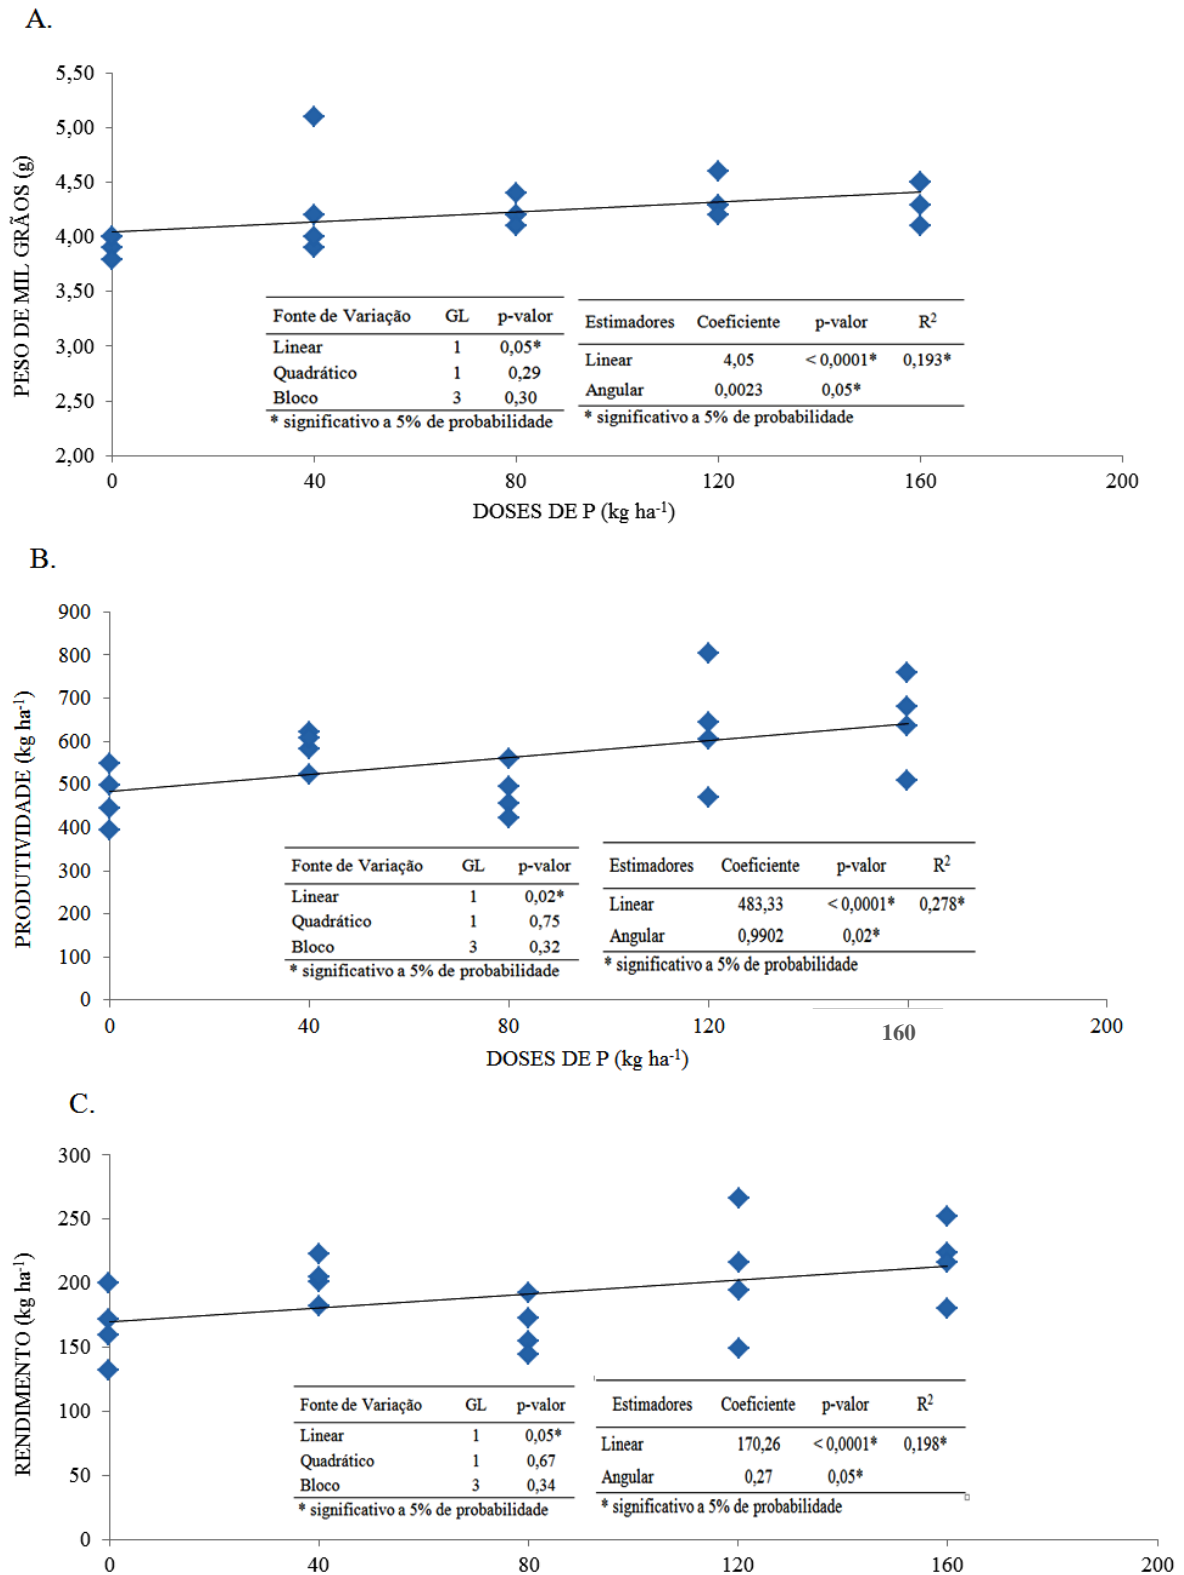 A.
PESO DE MIL GRÃOS (g)
5,50
5,00
4,50
4,00
3,50
3,00
2,50
2,00
Fonte de Variação GL p-valor
Linear 1 0,05*
Quadrático 1 0,29
Bloco 3 0,30
* significativo a 5% de probabilidade
Estimadores Coeficiente p-valor R²
Linear 4,05 < 0,0001* 0,193*
Angular 0,0023 0,05*
* significativo a 5% de probabilidade
0 40 80 120 160 200
DOSES DE P (kg ha⁻¹)
B.
PRODUTIVIDADE (kg ha⁻¹)
900
800
700
600
500
400
300
200
100
0
Fonte de Variação GL p-valor
Linear 1 0,02*
Quadrático 1 0,75
Bloco 3 0,32
* significativo a 5% de probabilidade
Estimadores Coeficiente p-valor R²
Linear 483,33 < 0,0001* 0,278*
Angular 0,9902 0,02*
* significativo a 5% de probabilidade
0 40 80 120 160 200
DOSES DE P (kg ha⁻¹)
C.
RENDIMENTO (kg ha⁻¹)
300
250
200
150
100
50
0
Fonte de Variação GL p-valor
Linear 1 0,05*
Quadrático 1 0,67
Bloco 3 0,34
* significativo a 5% de probabilidade
Estimadores Coeficiente p-valor R²
Linear 170,26 < 0,0001* 0,198*
Angular 0,27 0,05*
* significativo a 5% de probabilidade
0 40 80 120 160 200